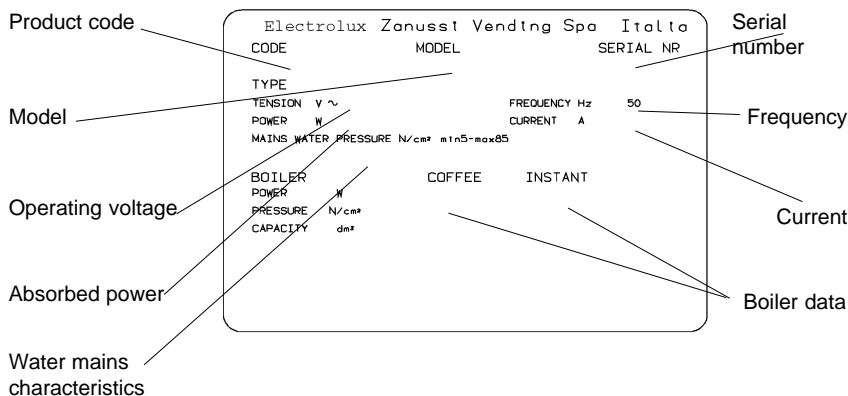 Product code
Electrolux Zanussi Vending Spa Italia
Serial number
CODE MODEL SERIAL NR
TYPE
TENSION V ~ FREQUENCY Hz 50
Model
POWER W CURRENT A
Frequency
MAINS WATER PRESSURE N/cm² min5-max85
BOILER COFFEE INSTANT
POWER W
Operating voltage
PRESSURE N/cm²
Current
CAPACITY dm³
Absorbed power
Boiler data
Water mains
characteristics